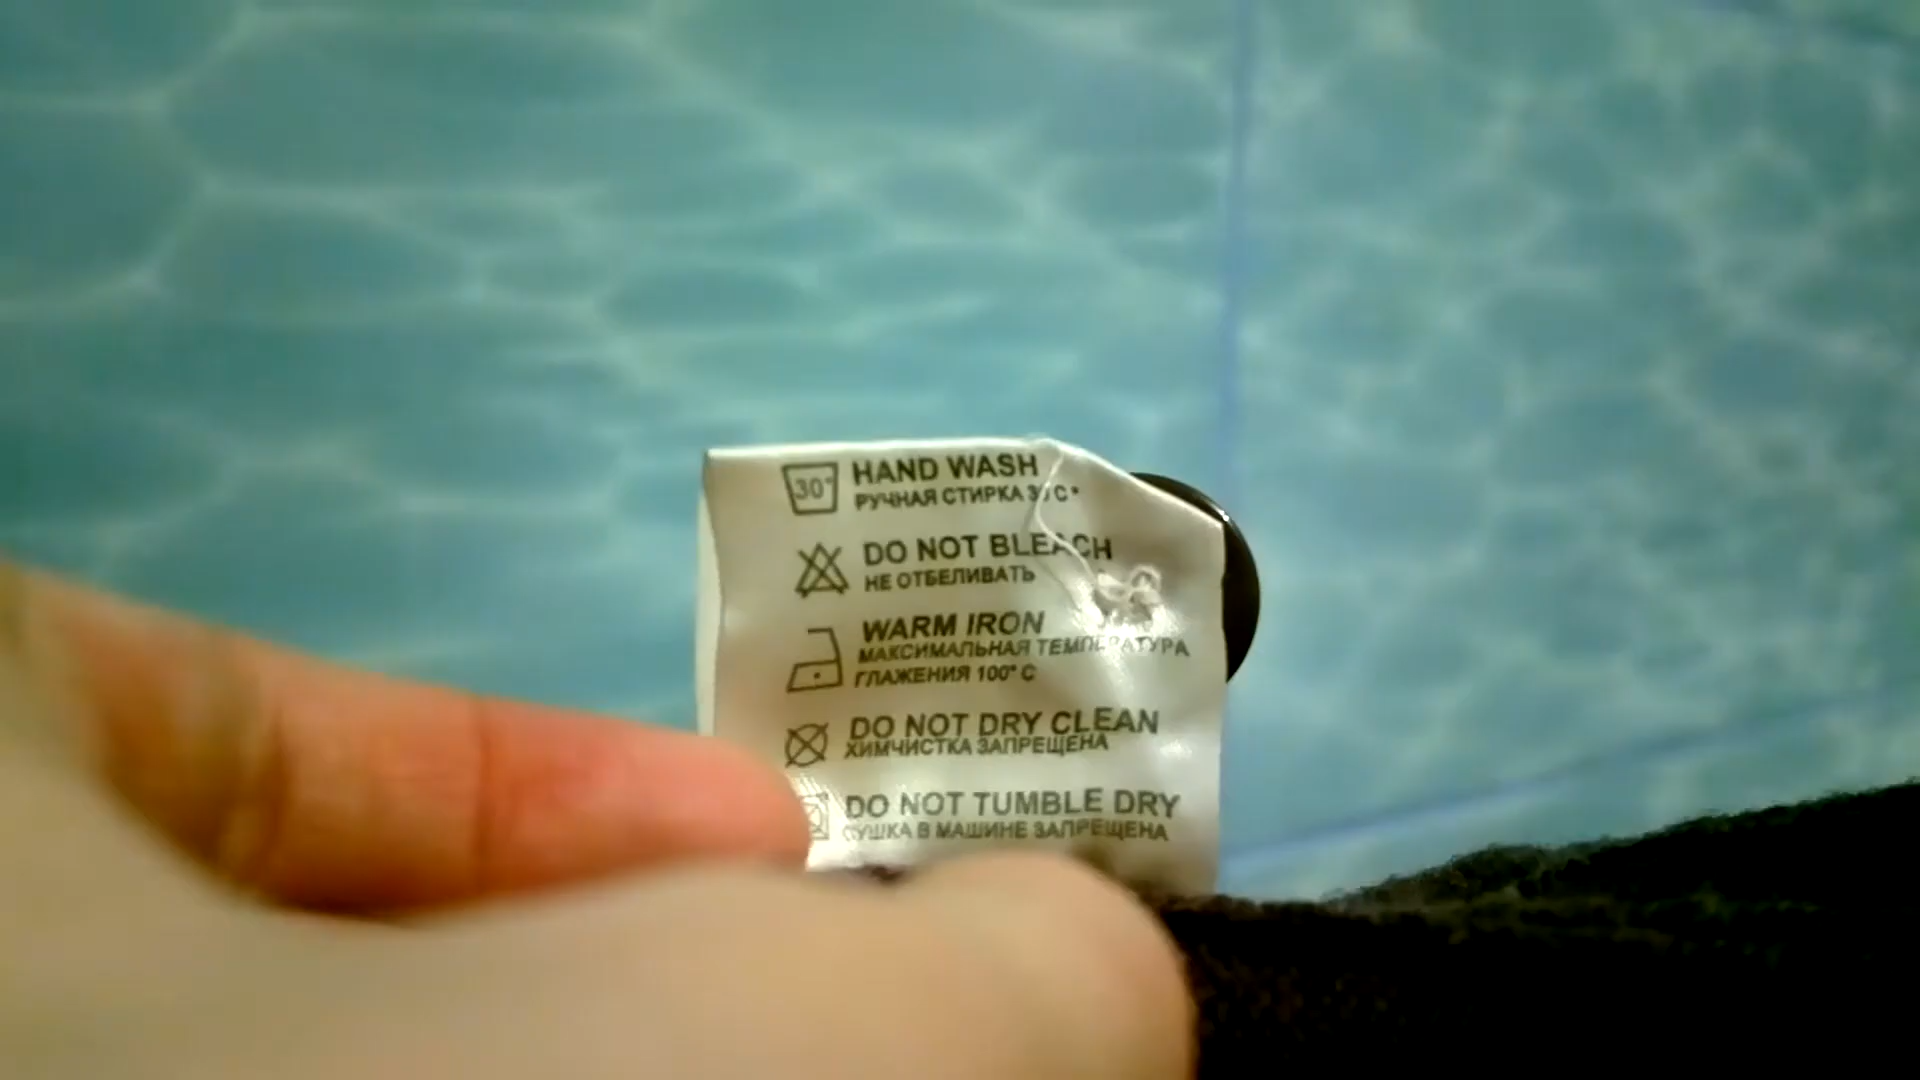 30°
HAND WASH
РУЧНАЯ СТИРКА 30 C°
DO NOT BLEACH
НЕ ОТБЕЛИВАТЬ
WARM IRON
МАКСИМАЛЬНАЯ ТЕМПЕРАТУРА
ГЛАЖЕНИЯ 100° C
DO NOT DRY CLEAN
ХИМЧИСТКА ЗАПРЕЩЕНА
DO NOT TUMBLE DRY
СУШКА В МАШИНЕ ЗАПРЕЩЕНА